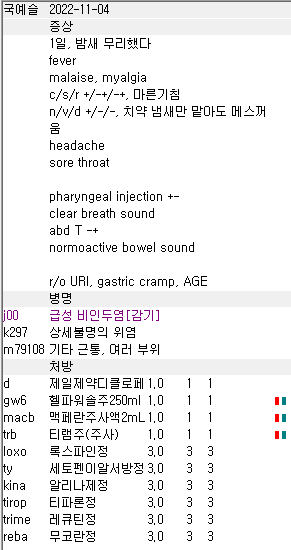 국예슬 2022-11-04
증상
1일, 밤새 무리했다
fever
malaise, myalgia
c/s/r +/-+/-+, 마른기침
n/v/d +/-/-, 치약 냄새만 맡아도 메스꺼
움
headache
sore throat
pharyngeal injection +-
clear breath sound
abd T -+
normoactive bowel sound
r/o URI, gastric cramp, AGE
병명
j00 급성 비인두염[감기]
k297 상세불명의 위염
m79108 기타 근통, 여러 부위
처방
d 제일제약디클로페 1.0 1 1
gw6 헬파워솔주250ml 1.0 1 1
macb 맥페란주사액2mL 1.0 1 1
trb 티램주(주사) 1.0 1 1
loxo 록스파인정 3.0 3 3
ty 세토펜이알서방정 3.0 3 3
kina 알리나제정 3.0 3 3
tirop 티파론정 3.0 3 3
trime 레큐틴정 3.0 3 3
reba 무코란정 3.0 3 3